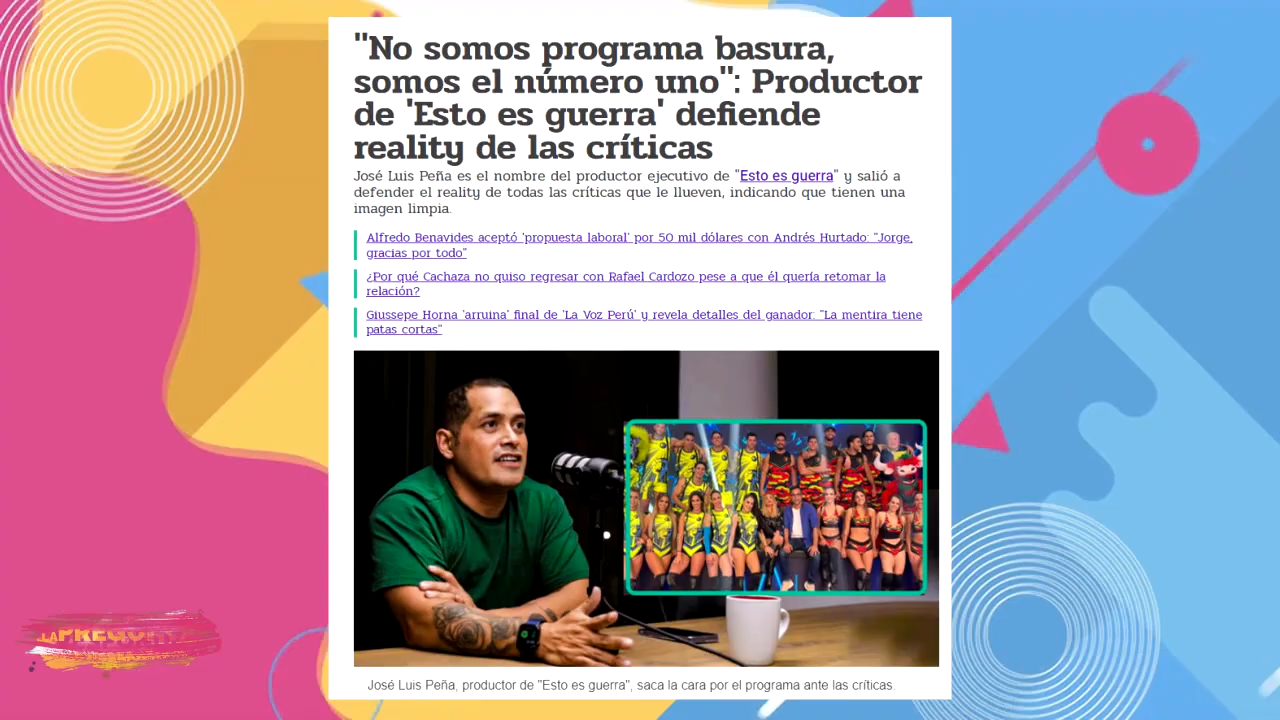 "No somos programa basura,
somos el número uno": Productor
de 'Esto es guerra' defiende
reality de las críticas
José Luis Peña es el nombre del productor ejecutivo de "Esto es guerra" y salió a
defender el reality de todas las críticas que le llueven, indicando que tienen una
imagen limpia.
Alfredo Benavides aceptó 'propuesta laboral' por 50 mil dólares con Andrés Hurtado: "Jorge,
gracias por todo"
¿Por qué Cachaza no quiso regresar con Rafael Cardozo pese a que él quería retomar la
relación?
Giussepe Horna 'arruina' final de 'La Voz Perú' y revela detalles del ganador: "La mentira tiene
patas cortas"
José Luis Peña, productor de "Esto es guerra", saca la cara por el programa ante las críticas.
LA